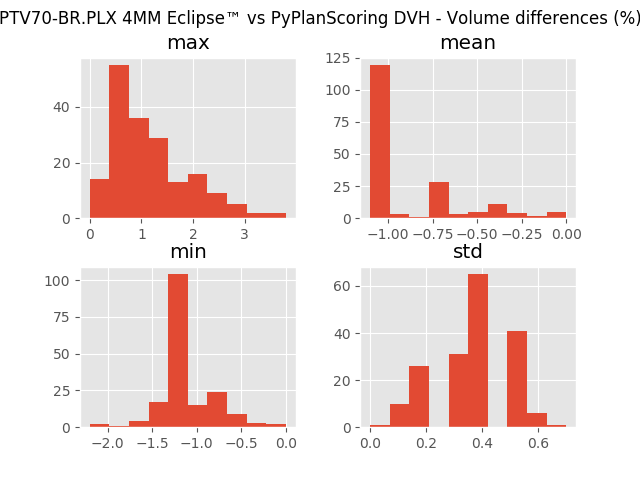 PTV70-BR.PLX 4MM Eclipse™ vs PyPlanScoring DVH - Volume differences (%)
max
mean
40
20
0
0 1 2 3
125
100
75
50
25
0
−1.00 −0.75 −0.50 −0.25 0.00
min
std
100
75
50
25
0
−2.0 −1.5 −1.0 −0.5 0.0
60
40
20
0
0.0 0.2 0.4 0.6